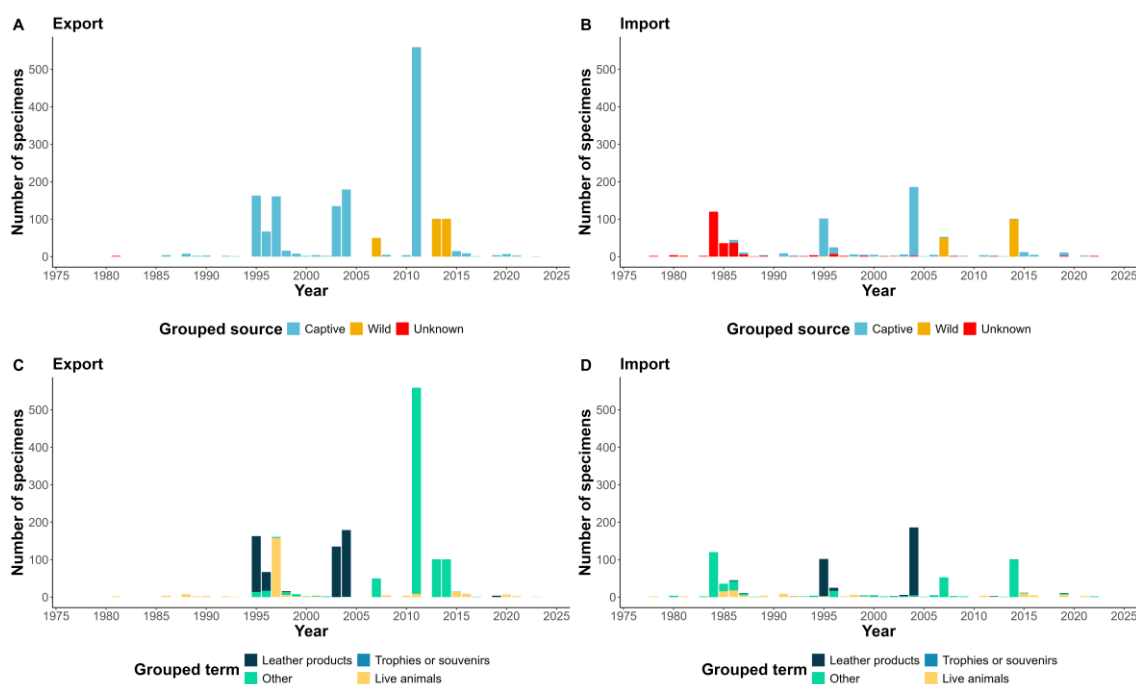 A Export
Number of specimens
500
400
300
200
100
0
1975 1980 1985 1990 1995 2000 2005 2010 2015 2020 2025
Year
Grouped source Captive Wild Unknown
B Import
Number of specimens
500
400
300
200
100
0
1975 1980 1985 1990 1995 2000 2005 2010 2015 2020 2025
Year
Grouped source Captive Wild Unknown
C Export
Number of specimens
500
400
300
200
100
0
1975 1980 1985 1990 1995 2000 2005 2010 2015 2020 2025
Year
Grouped term
Leather products Trophies or souvenirs
Other Live animals
D Import
Number of specimens
500
400
300
200
100
0
1975 1980 1985 1990 1995 2000 2005 2010 2015 2020 2025
Year
Grouped term
Leather products Trophies or souvenirs
Other Live animals